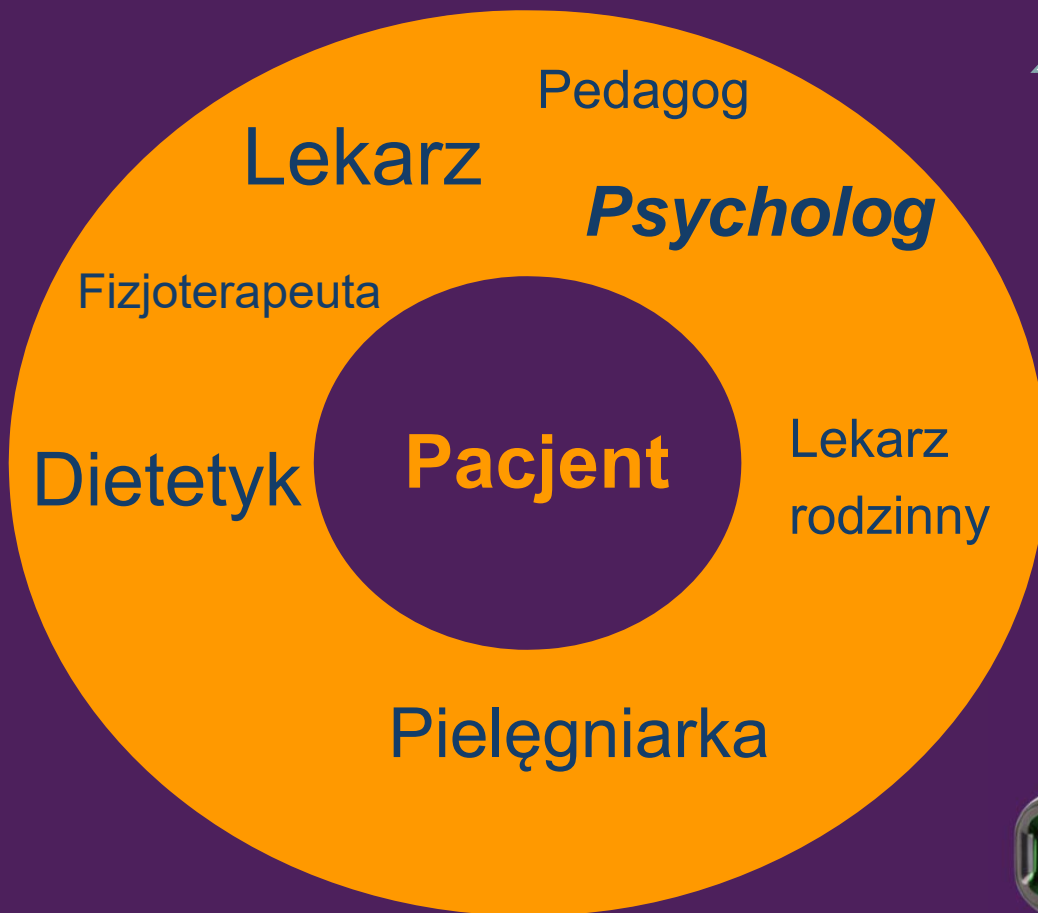 Pedagog
Lekarz
Psycholog
Fizjoterapeuta
Dietetyk
Pacjent
Lekarz
rodzinny
Pielęgniarka